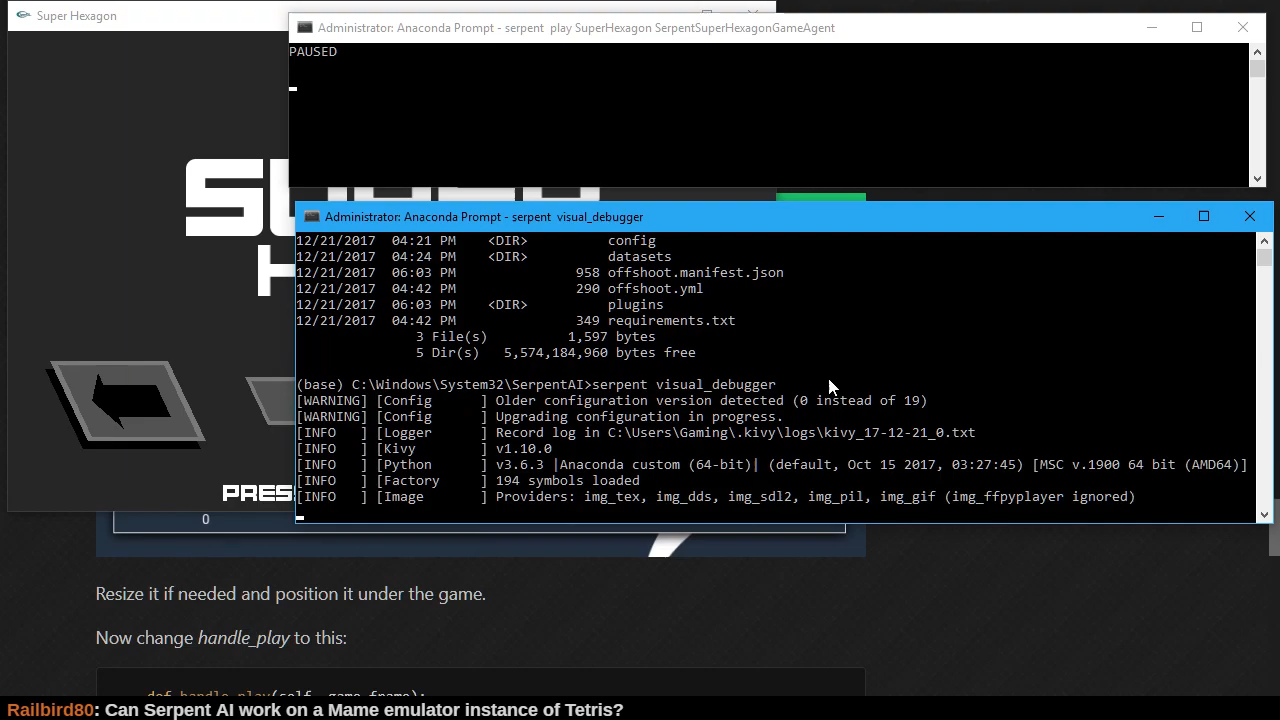 Super Hexagon
Administrator: Anaconda Prompt - serpent  play SuperHexagon SerpentSuperHexagonGameAgent
PAUSED
Administrator: Anaconda Prompt - serpent  visual_debugger
12/21/2017  04:21 PM    <DIR>          config
12/21/2017  04:24 PM    <DIR>          datasets
12/21/2017  06:03 PM               958 offshoot.manifest.json
12/21/2017  04:42 PM               290 offshoot.yml
12/21/2017  06:03 PM    <DIR>          plugins
12/21/2017  04:42 PM               349 requirements.txt
3 File(s)          1,597 bytes
5 Dir(s)   5,574,184,960 bytes free
(base) C:\Windows\System32\SerpentAI>serpent visual_debugger
[WARNING] [Config      ] Older configuration version detected (0 instead of 19)
[WARNING] [Config      ] Upgrading configuration in progress.
[INFO   ] [Logger      ] Record log in C:\Users\Gaming\.kivy\logs\kivy_17-12-21_0.txt
[INFO   ] [Kivy        ] v1.10.0
[INFO   ] [Python      ] v3.6.3 |Anaconda custom (64-bit)| (default, Oct 15 2017, 03:27:45) [MSC v.1900 64 bit (AMD64)]
[INFO   ] [Factory     ] 194 symbols loaded
[INFO   ] [Image       ] Providers: img_tex, img_dds, img_sdl2, img_pil, img_gif (img_ffpyplayer ignored)
PRES
0
Resize it if needed and position it under the game.
Now change handle_play to this:
def handle_play(self, game_frame):
Railbird80: Can Serpent AI work on a Mame emulator instance of Tetris?